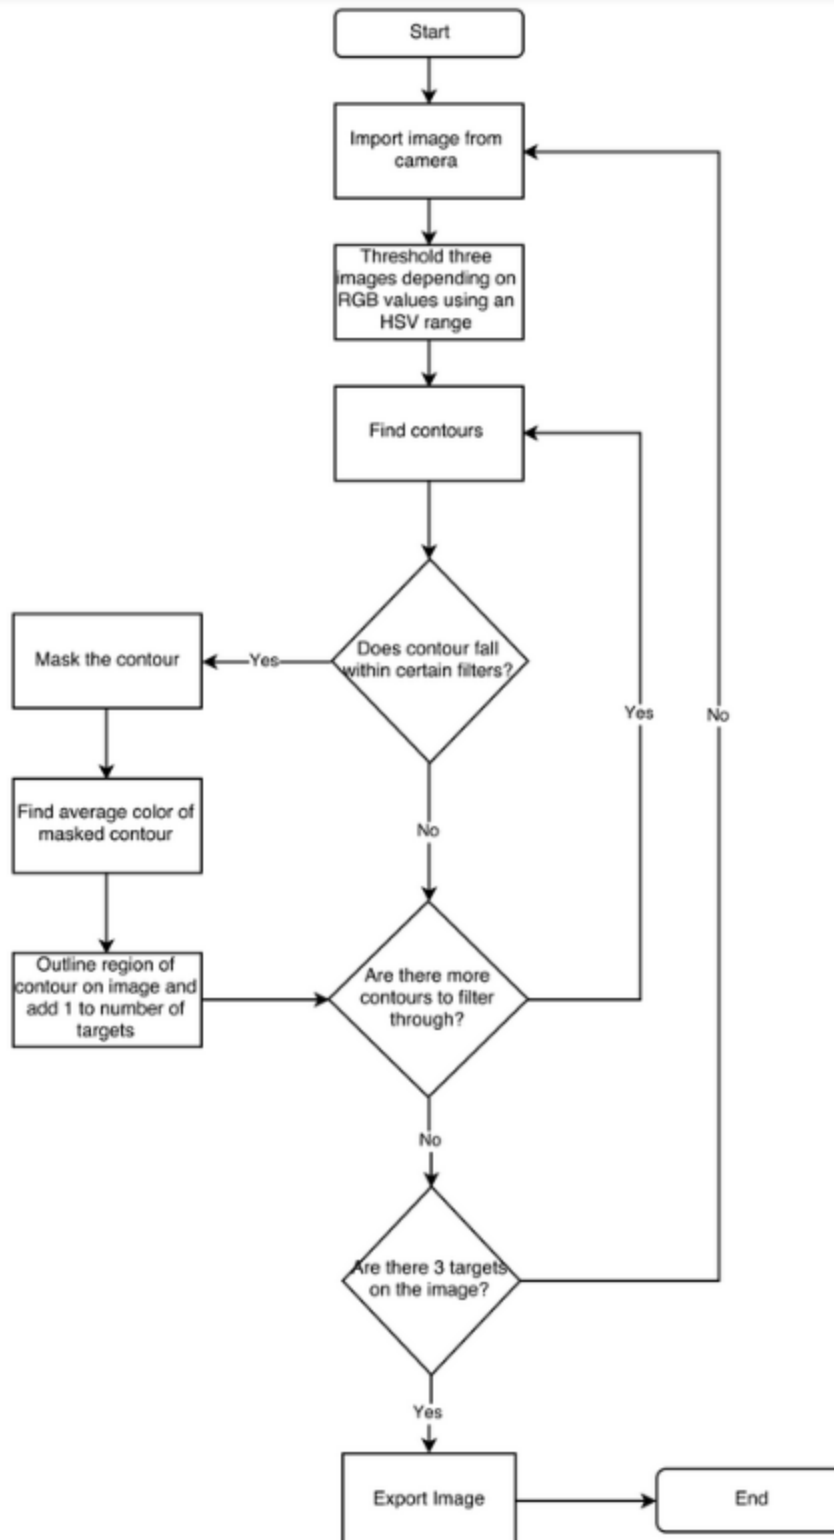 Start
Import image from
camera
Threshold three
images depending on
RGB values using an
HSV range
Find contours
Does contour fall
within certain filters?
Yes
Mask the contour
Find average color of
masked contour
Outline region of
contour on image and
add 1 to number of
targets
No
Are there more
contours to filter
through?
Yes
No
No
Are there 3 targets
on the image?
Yes
Export Image
End